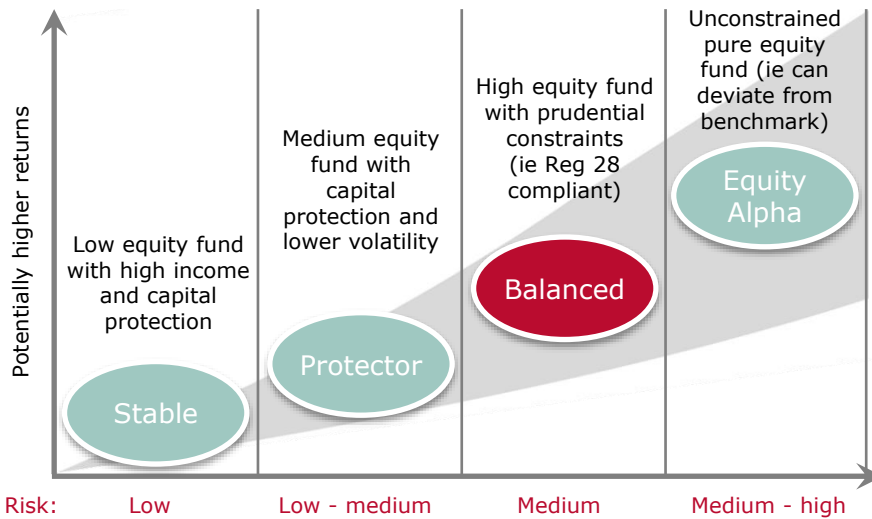 Potentially higher returns
Low equity fund
with high income
and capital
protection
Stable
Medium equity
fund with
capital
protection and
lower volatility
Protector
High equity fund
with prudential
constraints
(ie Reg 28
compliant)
Balanced
Unconstrained
pure equity
fund (ie can
deviate from
benchmark)
Equity
Alpha
Risk: Low Low - medium Medium Medium - high